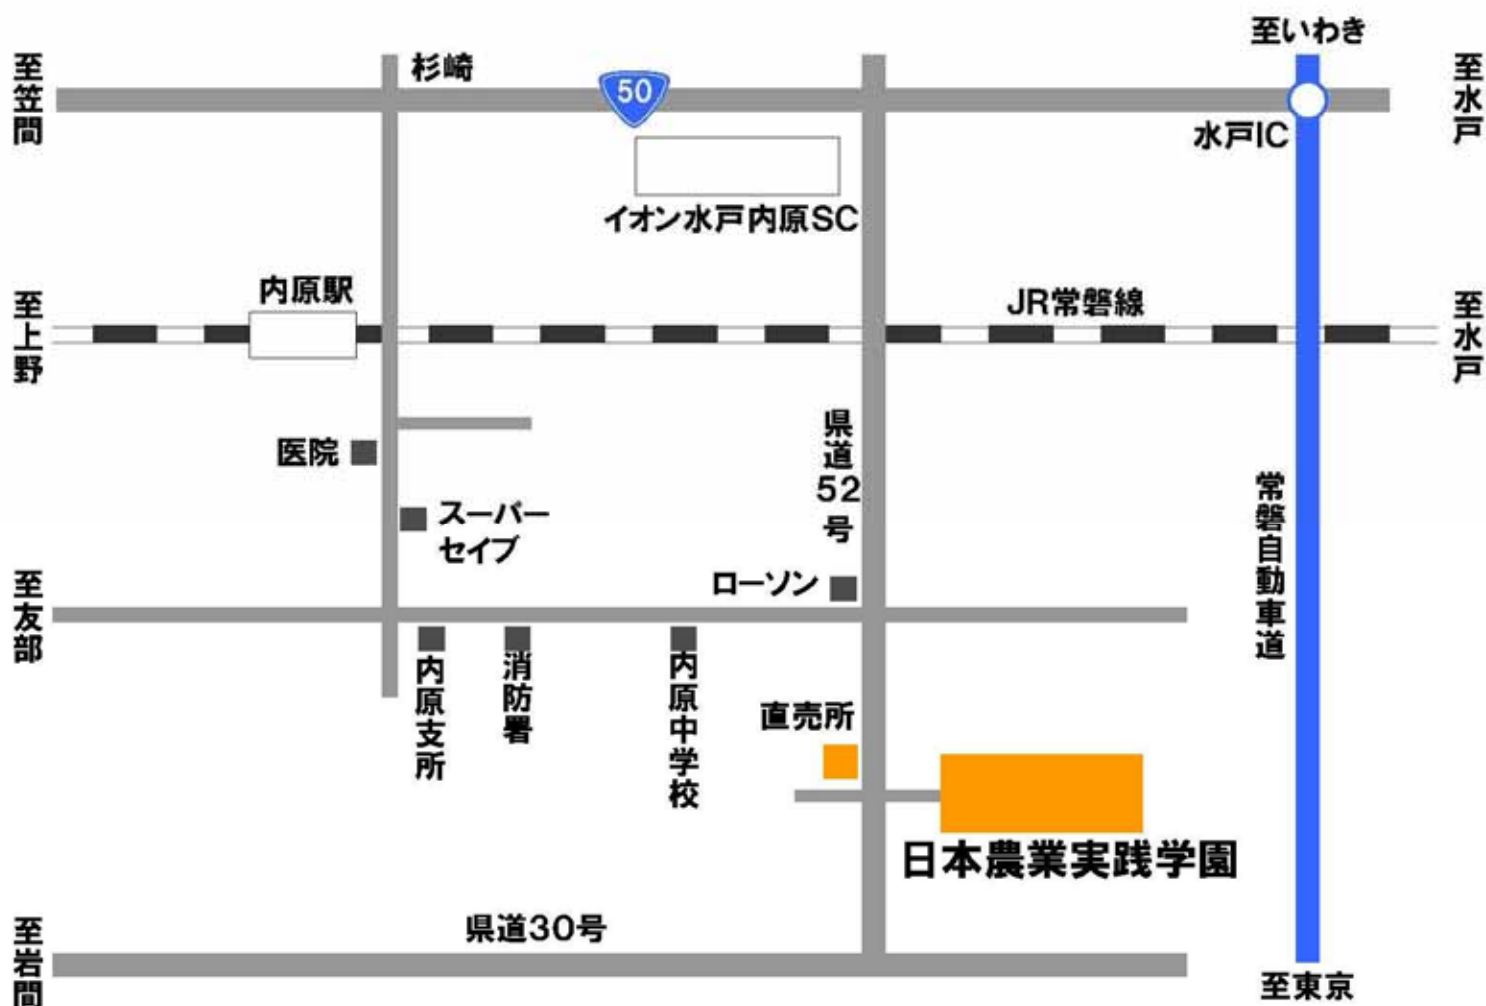 至いわき
至笠間
杉崎
50
至水戸
水戸IC
イオン水戸内原SC
内原駅
至上野
JR常磐線
至水戸
県道52号
医院
常磐自動車道
スーパー
セイブ
至友部
ローソン
内原支所
消防署
内原中学校
直売所
日本農業実践学園
県道30号
至岩間
至東京